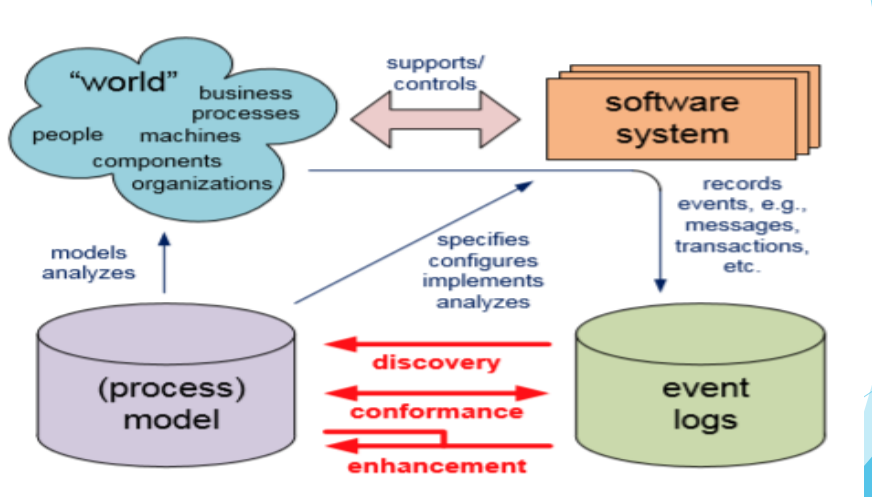 "world"
business
processes
people
machines
components
organizations
supports/
controls
software
system
records
events, e.g.,
messages,
transactions,
etc.
models
analyzes
specifies
configures
implements
analyzes
(process)
model
discovery
conformance
enhancement
event
logs